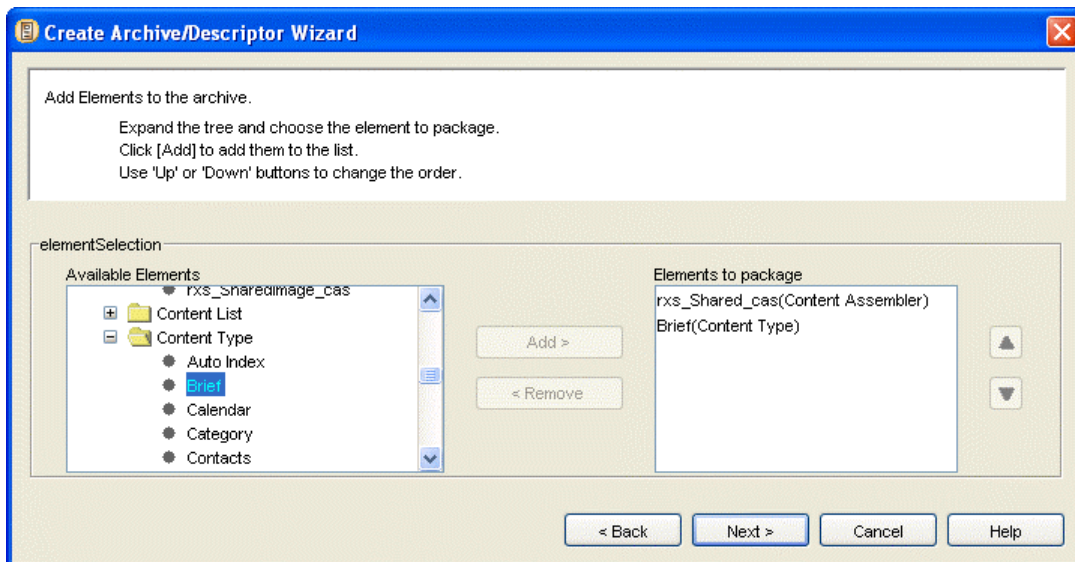 Create Archive/Descriptor Wizard
Add Elements to the archive.
Expand the tree and choose the element to package.
Click [Add] to add them to the list.
Use 'Up' or 'Down' buttons to change the order.
elementSelection
Available Elements
rxs_SharedImage_cas
Content List
Content Type
Auto Index
Brief
Calendar
Category
Contacts
Add >
< Remove
Elements to package
rxs_Shared_cas(Content Assembler)
Brief(Content Type)
< Back
Next >
Cancel
Help